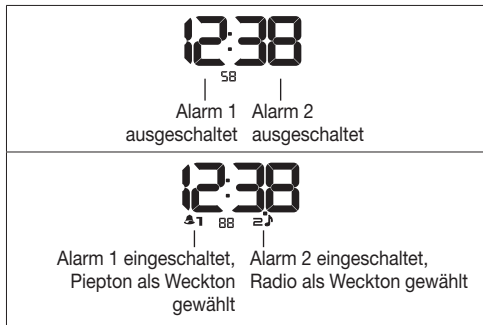 12:38
58
Alarm 1 Alarm 2
ausgeschaltet ausgeschaltet
12:38
1 88 2
Alarm 1 eingeschaltet, Alarm 2 eingeschaltet,
Piepton als Weckton Radio als Weckton gewählt
gewählt